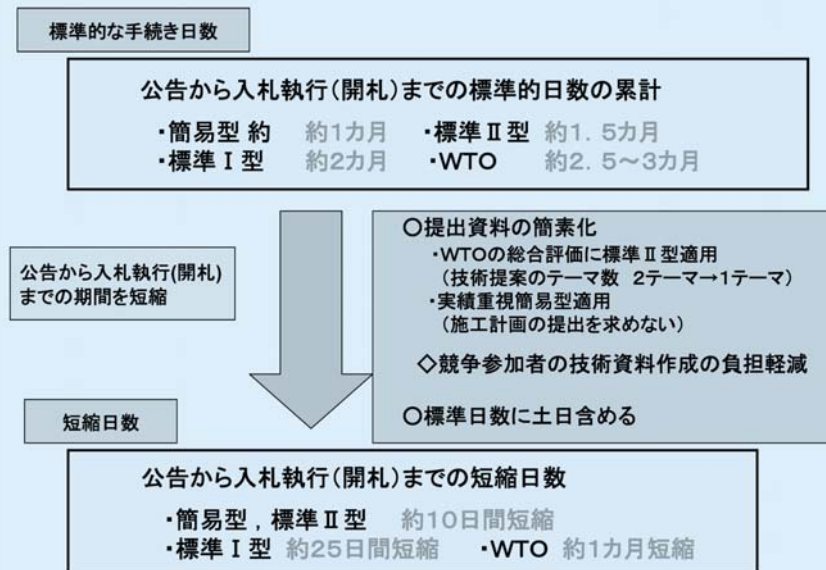 標準的な手続き日数
公告から入札執行(開札)までの標準的日数の累計
・簡易型 約　約1カ月　・標準Ⅱ型　約1．5カ月
・標準Ⅰ型　約2カ月　・WTO　約2．5～3カ月
公告から入札執行(開札)
までの期間を短縮
〇提出資料の簡素化
・WTOの総合評価に標準Ⅱ型適用
（技術提案のテーマ数　2テーマ→1テーマ）
・実績重視簡易型適用
（施工計画の提出を求めない）
◇競争参加者の技術資料作成の負担軽減
〇標準日数に土日含める
短縮日数
公告から入札執行(開札)までの短縮日数
・簡易型 , 標準Ⅱ型　約10日間短縮
・標準Ⅰ型 約25日間短縮　・WTO 約1カ月短縮